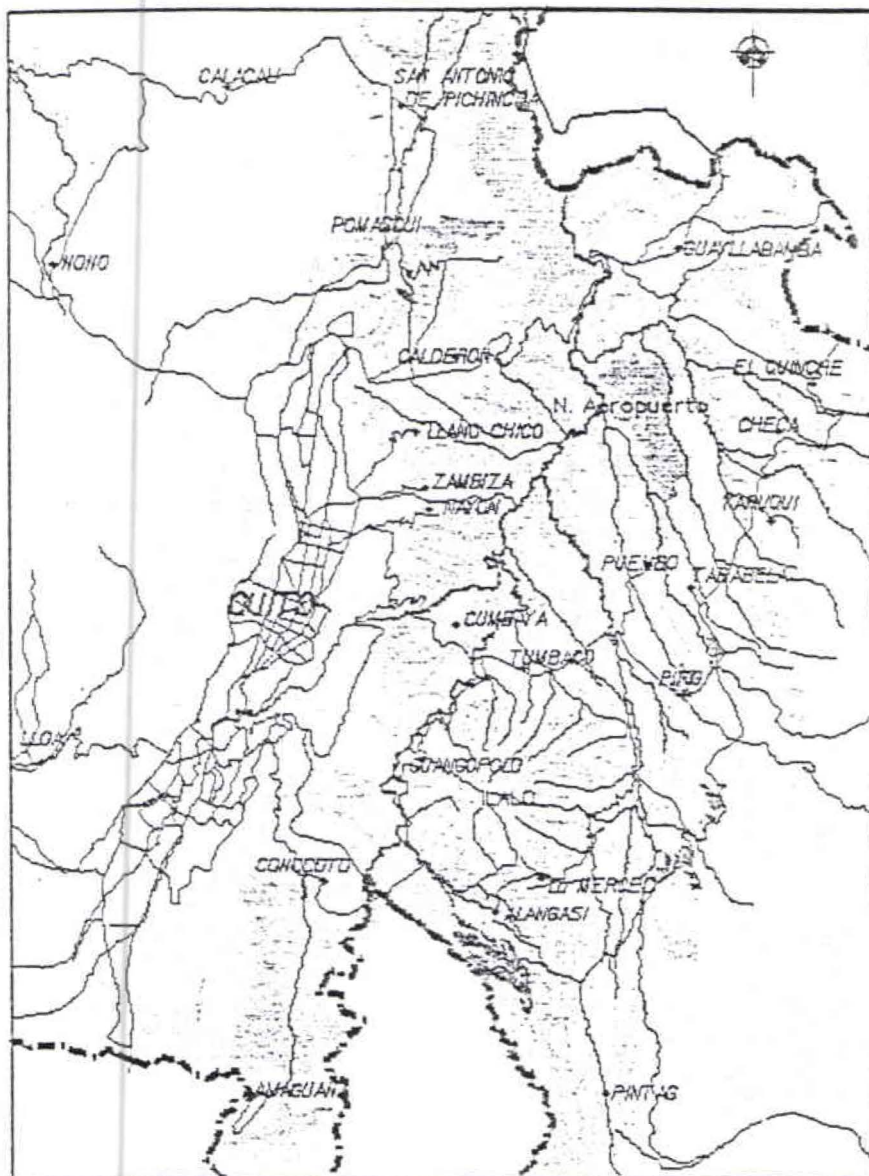 CALACALI
SAN ANTONIO
DE PICHINCHA
POMASQUI
NONO
GUAYLLABAMBA
CALDERON
EL QUINCHE
N. Aeropuerto
CHECA
LLANO CHICO
ZAMBIZA
NAYON
YARUQUI
PUEMBO
TABABELA
QUITO
CUMBAYA
TUMBACO
PIFO
LLOA
GUANGOPOLO
ILALO
CONOCOTO
LA MERCED
ALANGASI
AMAGUAÑA
PINTAG